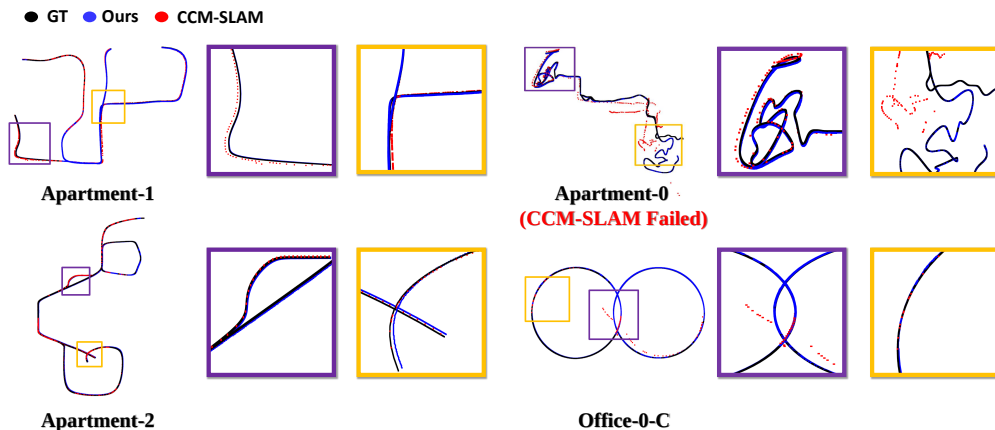 GT Ours CCM-SLAM
Apartment-1
Apartment-0
(CCM-SLAM Failed)
Apartment-2
Office-0-C